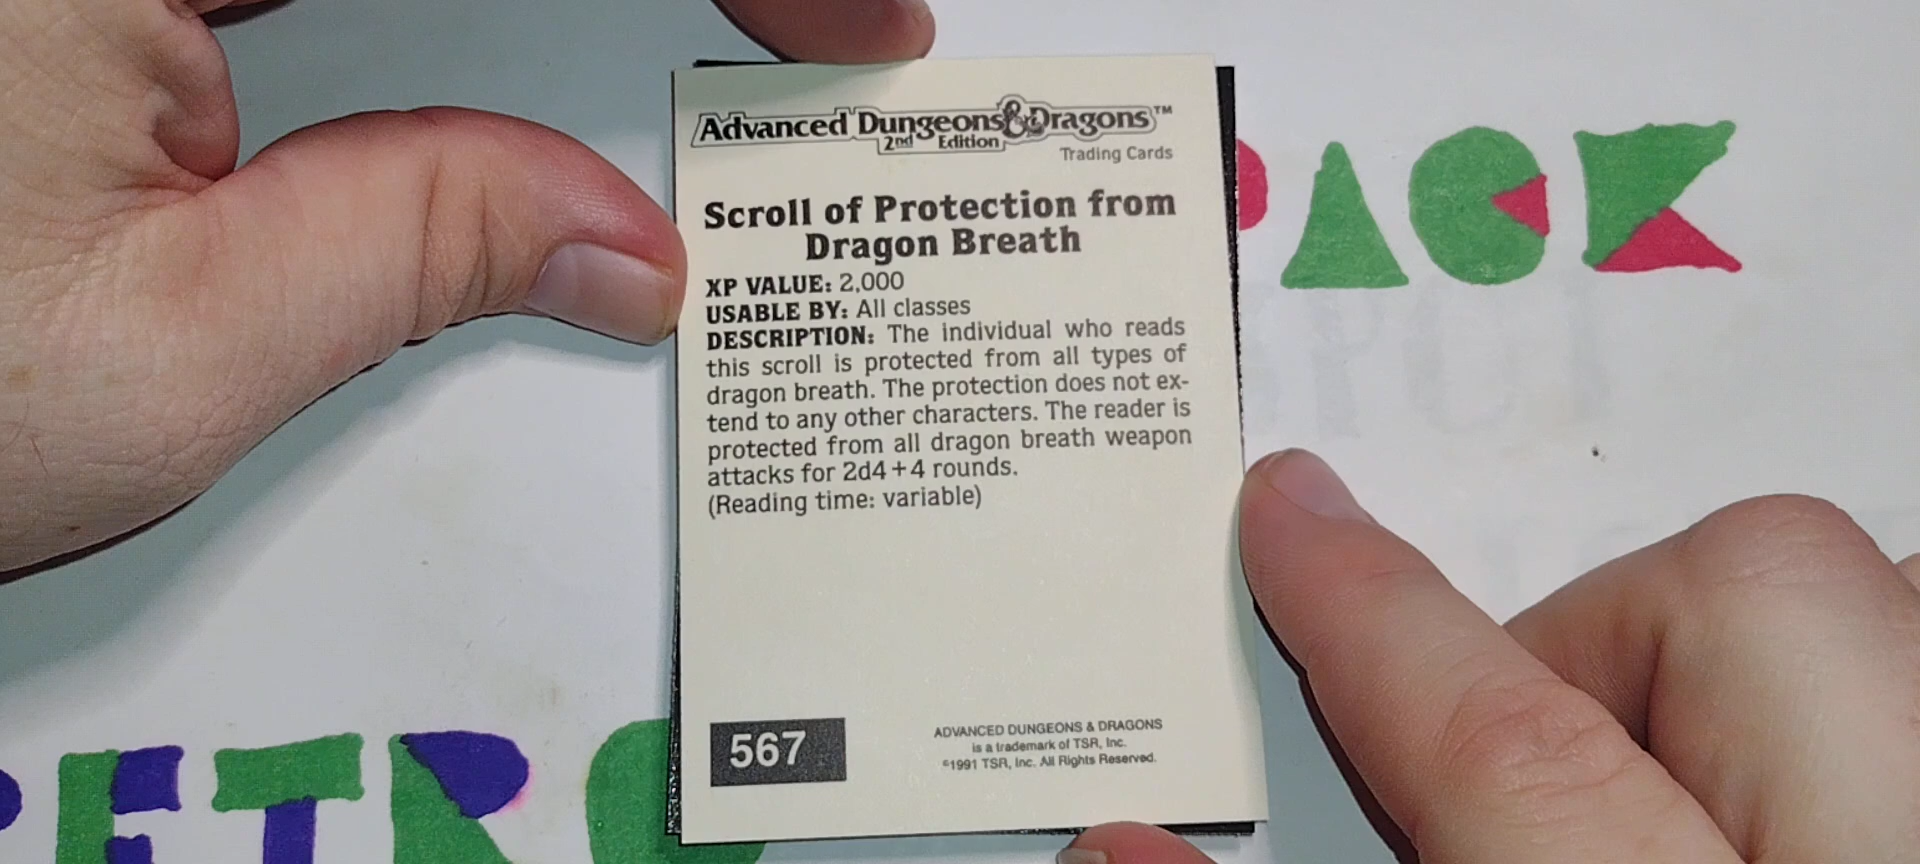 Advanced Dungeons & Dragons™
2nd Edition
Trading Cards
Scroll of Protection from
Dragon Breath
XP VALUE: 2,000
USABLE BY: All classes
DESCRIPTION: The individual who reads
this scroll is protected from all types of
dragon breath. The protection does not ex-
tend to any other characters. The reader is
protected from all dragon breath weapon
attacks for 2d4+4 rounds.
(Reading time: variable)
567
ADVANCED DUNGEONS & DRAGONS
is a trademark of TSR, Inc.
©1991 TSR, Inc. All Rights Reserved.
PACK
RETRO